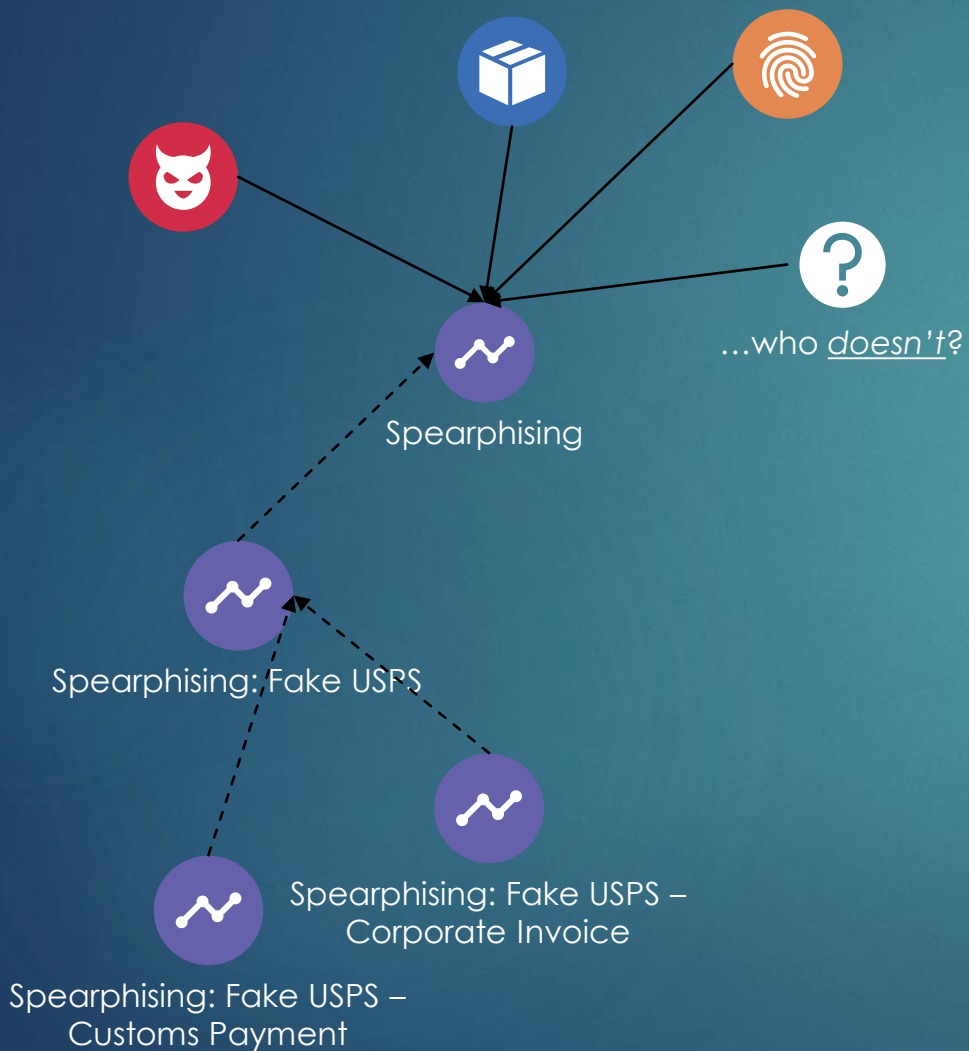 …who doesn't?
Spearphising
Spearphising: Fake USPS
Spearphising: Fake USPS –
Corporate Invoice
Spearphising: Fake USPS –
Customs Payment